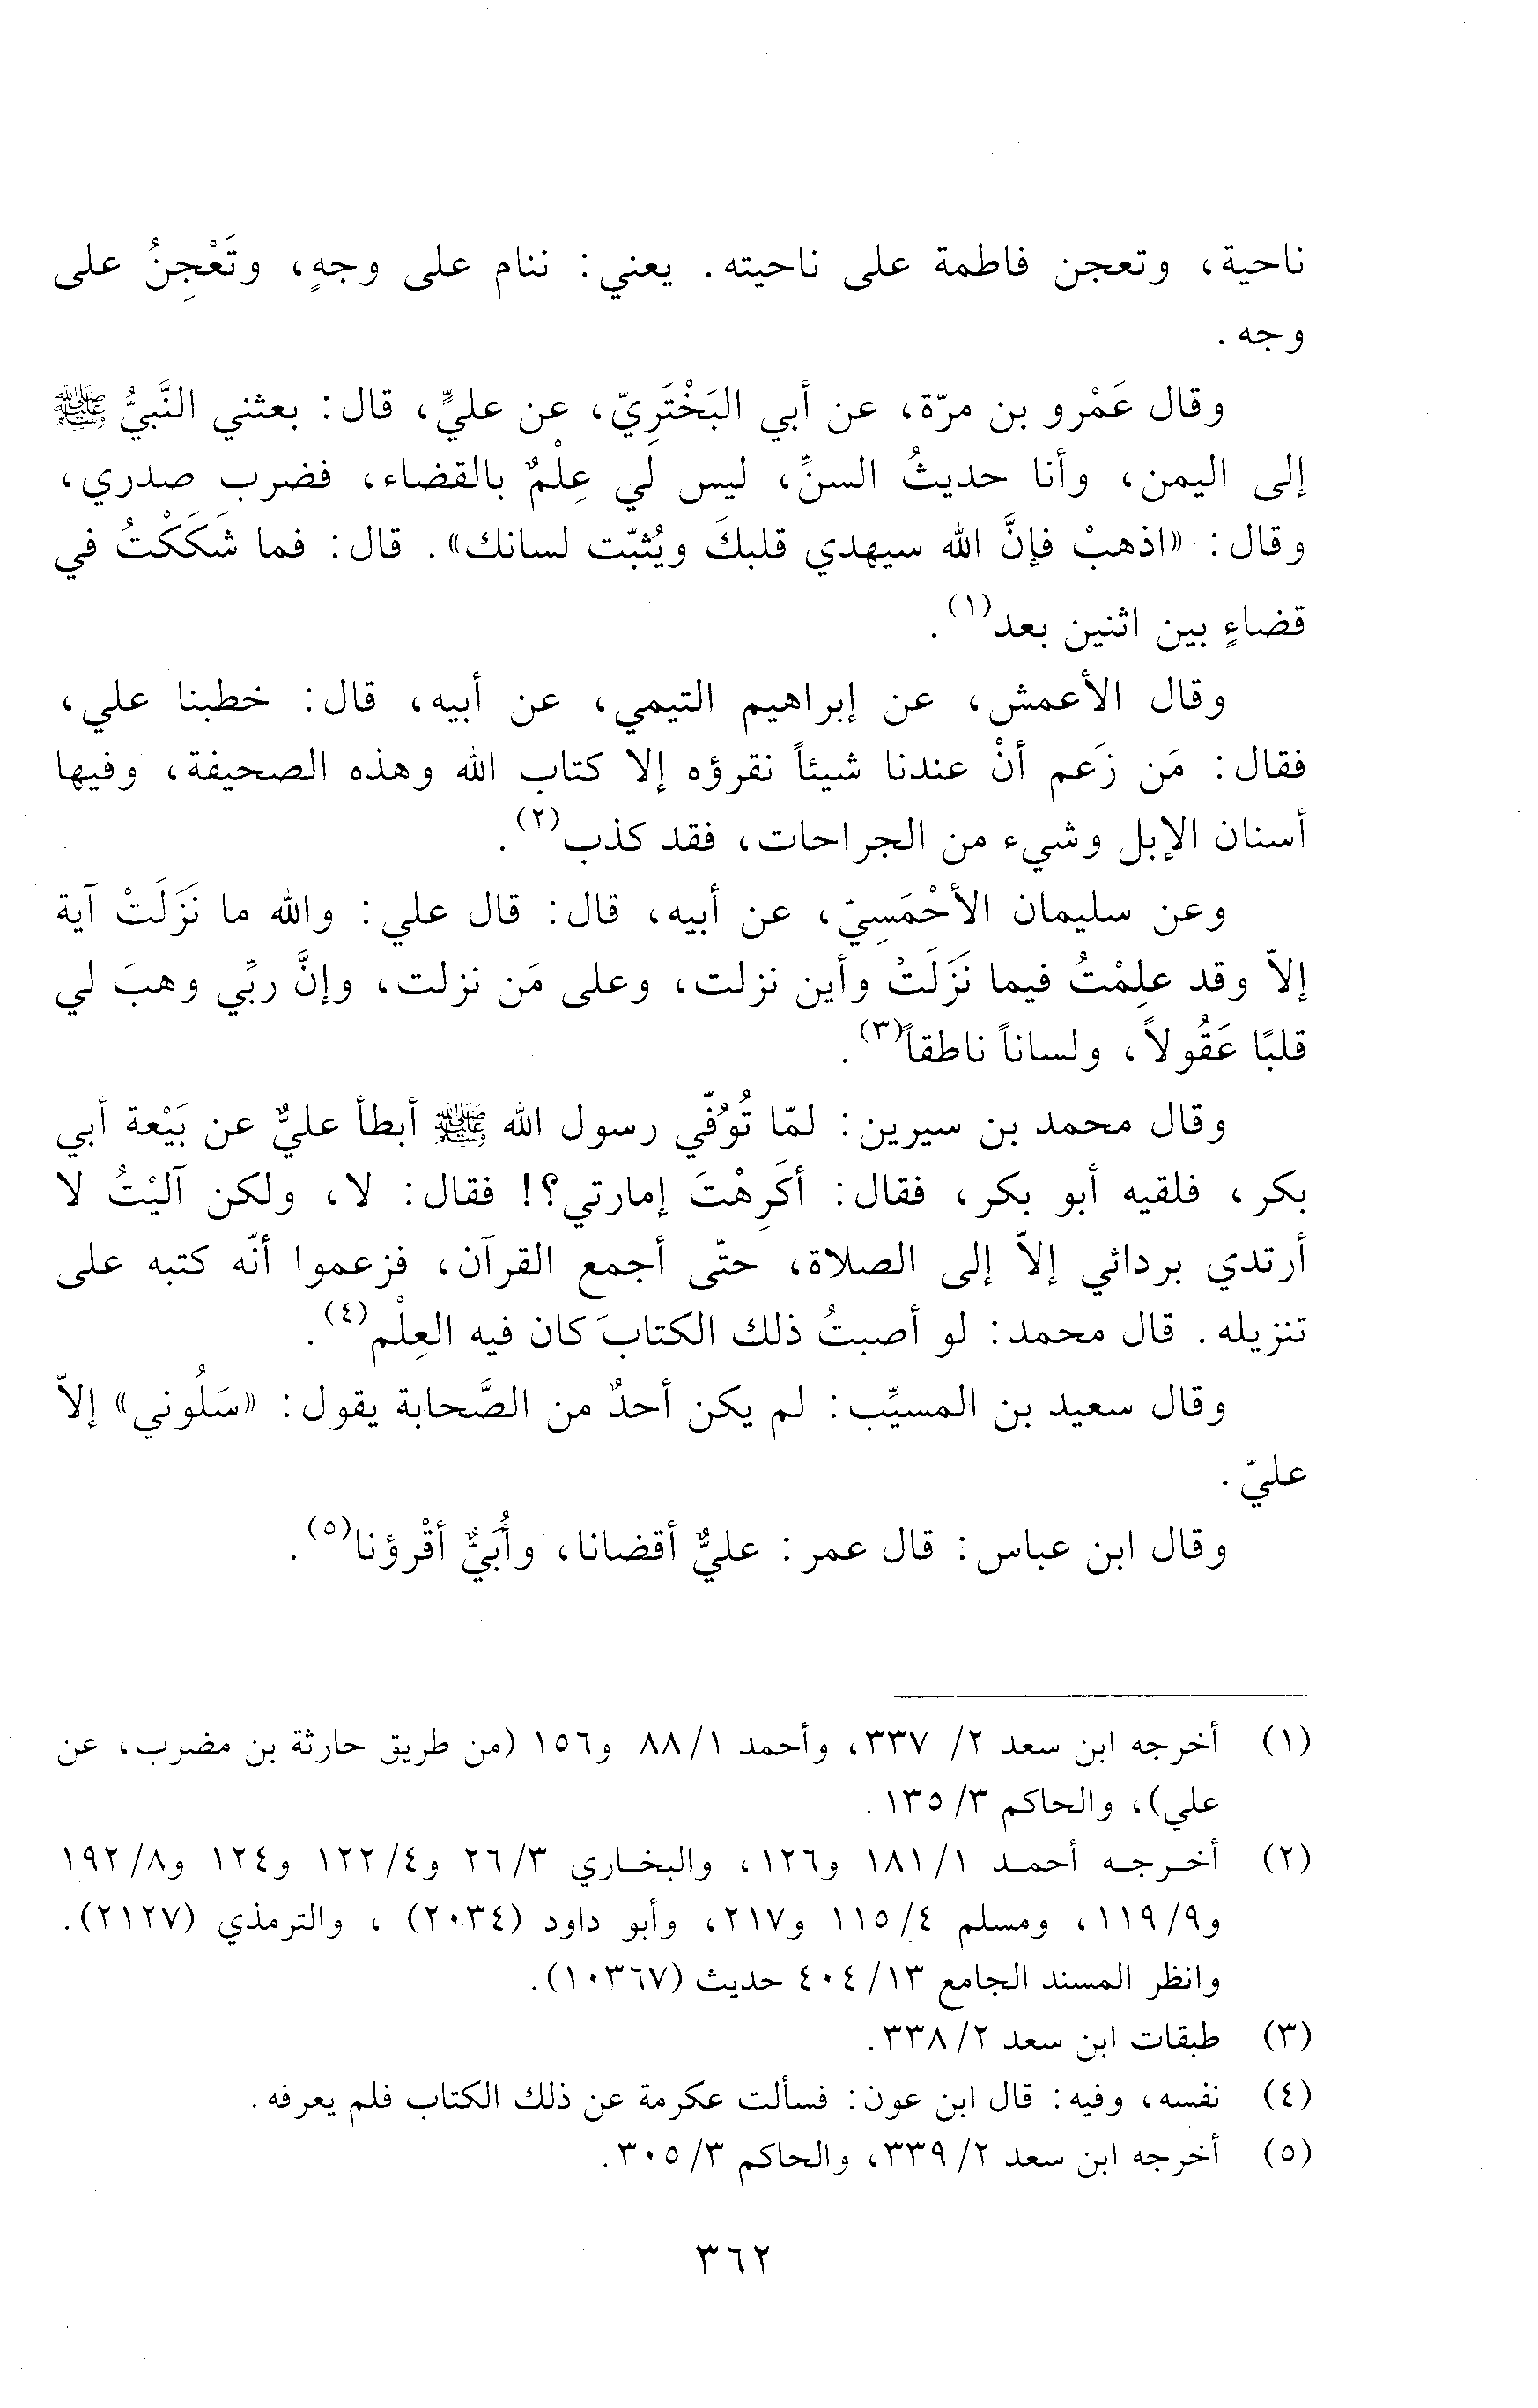 ناحية، وتعجن فاطمة على ناحيته. يعني: ننام على وجهٍ، وتَعْجِنُ على
وجه.
وقال عَمْرو بن مرّة، عن أبي البَخْتَرِيّ، عن عليٍّ، قال: بعثني النَّبيُّ ﷺ
إلى اليمن، وأنا حديثُ السنِّ، ليس لي عِلْمٌ بالقضاء، فضرب صدري،
وقال: «اذهبْ فإنَّ الله سيهدي قلبكَ ويُثبّت لسانك». قال: فما شَكَكْتُ في
قضاءٍ بين اثنين بعد(١).
وقال الأعمش، عن إبراهيم التيمي، عن أبيه، قال: خطبنا علي،
فقال: مَن زَعم أنْ عندنا شيئاً نقرؤه إلا كتاب الله وهذه الصحيفة، وفيها
أسنان الإبل وشيء من الجراحات، فقد كذب(٢).
وعن سليمان الأحْمَسِيّ، عن أبيه، قال: قال علي: والله ما نَزَلَتْ آية
إلاّ وقد علِمْتُ فيما نَزَلَتْ وأين نزلت، وعلى مَن نزلت، وإنَّ ربِّي وهبَ لي
قلبًا عَقُولاً، ولساناً ناطقاً(٣).
وقال محمد بن سيرين: لمّا تُوُفّي رسول الله ﷺ أبطأ عليٌّ عن بَيْعة أبي
بكر، فلقيه أبو بكر، فقال: أكَرِهْتَ إمارتي؟! فقال: لا، ولكن آليْتُ لا
أرتدي بردائي إلاّ إلى الصلاة، حتّى أجمع القرآن، فزعموا أنّه كتبه على
تنزيله. قال محمد: لو أصبتُ ذلك الكتابَ كان فيه العِلْم(٤).
وقال سعيد بن المسيِّب: لم يكن أحدٌ من الصَّحابة يقول: «سَلُوني» إلاّ
عليّ.
وقال ابن عباس: قال عمر: عليٌّ أقضانا، وأُبَيٌّ أقْرؤنا(٥).
(١) أخرجه ابن سعد ٢/ ٣٣٧، وأحمد ١/ ٨٨ و١٥٦ (من طريق حارثة بن مضرب، عن
علي)، والحاكم ٣/ ١٣٥.
(٢) أخرجه أحمد ١/ ١٨١ و١٢٦، والبخاري ٣/ ٢٦ و٤/ ١٢٢ و١٢٤ و٨/ ١٩٢
و٩/ ١١٩، ومسلم ٤/ ١١٥ و٢١٧، وأبو داود (٢٠٣٤) ، والترمذي (٢١٢٧).
وانظر المسند الجامع ١٣/ ٤٠٤ حديث (١٠٣٦٧).
(٣) طبقات ابن سعد ٢/ ٣٣٨.
(٤) نفسه، وفيه: قال ابن عون: فسألت عكرمة عن ذلك الكتاب فلم يعرفه.
(٥) أخرجه ابن سعد ٢/ ٣٣٩، والحاكم ٣/ ٣٠٥.
٣٦٢